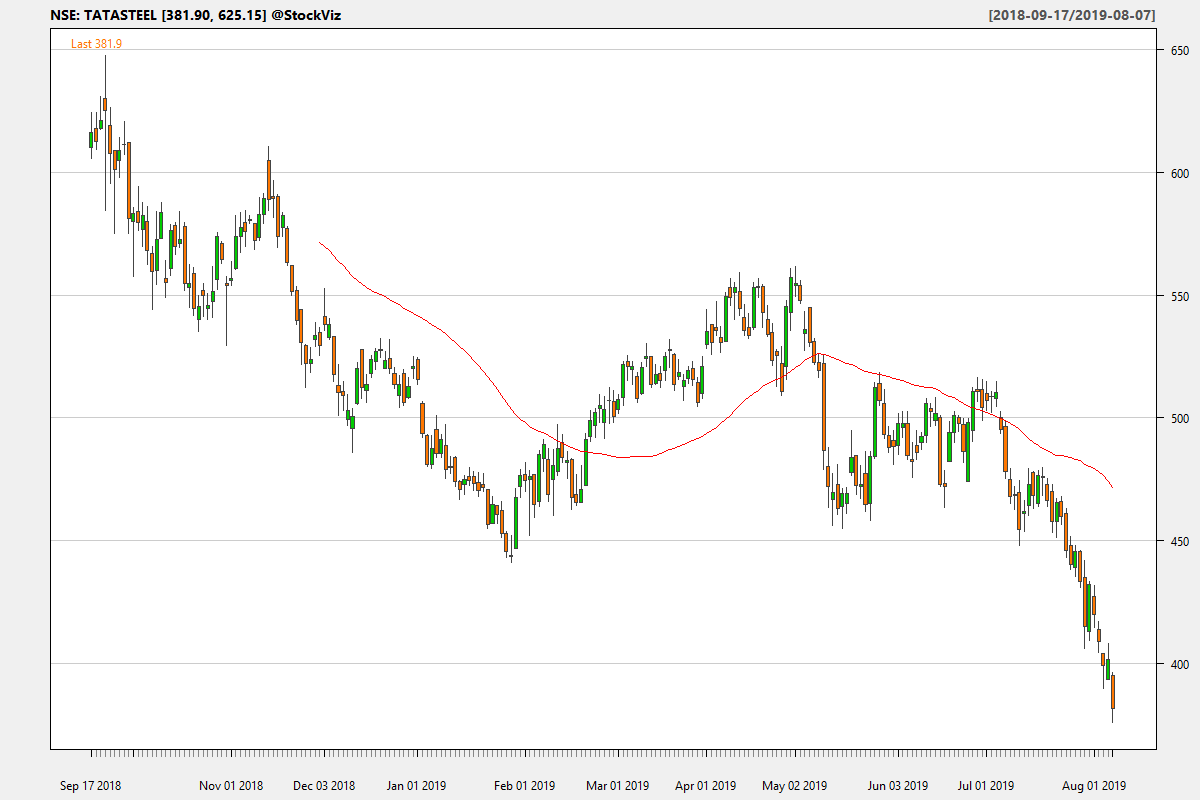 NSE: TATASTEEL [381.90, 625.15] @StockViz [2018-09-17/2019-08-07]
Last 381.9
650
600
550
500
450
400
Sep 17 2018 Nov 01 2018 Dec 03 2018 Jan 01 2019 Feb 01 2019 Mar 01 2019 Apr 01 2019 May 02 2019 Jun 03 2019 Jul 01 2019 Aug 01 2019